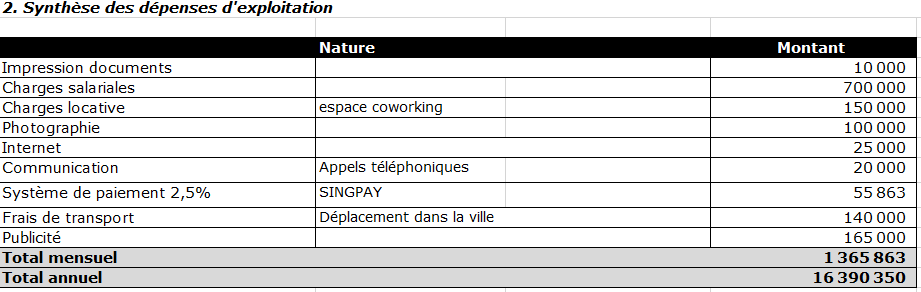 2. Synthèse des dépenses d'exploitation
Nature Montant
Impression documents 10 000
Charges salariales 700 000
Charges locative espace coworking 150 000
Photographie 100 000
Internet 25 000
Communication Appels téléphoniques 20 000
Système de paiement 2,5% SINGPAY 55 863
Frais de transport Déplacement dans la ville 140 000
Publicité 165 000
Total mensuel 1 365 863
Total annuel 16 390 350